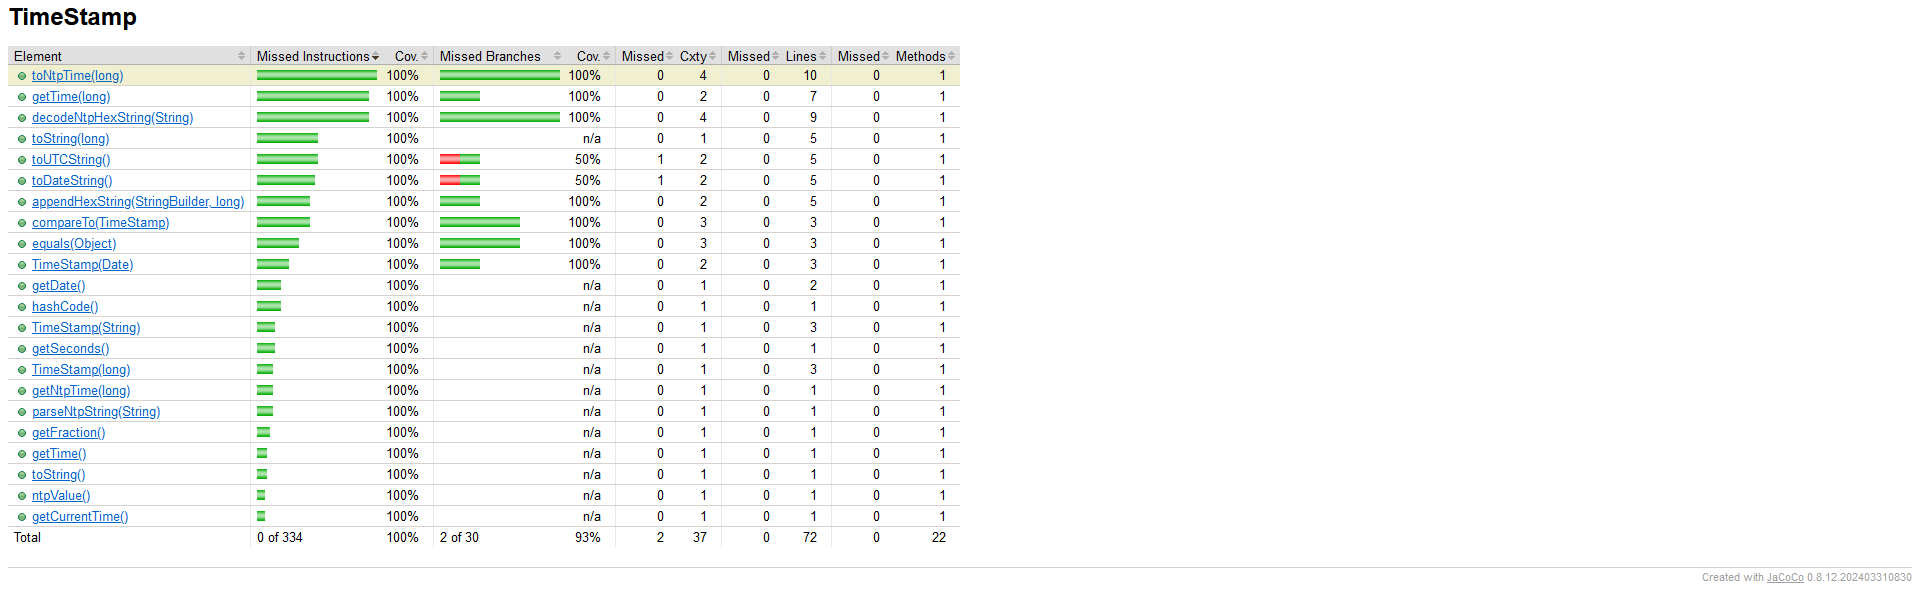 TimeStamp
Element Missed Instructions Cov. Missed Branches Cov. Missed Cxty Missed Lines Missed Methods
toNtpTime(long) 100% 100% 0 4 0 10 0 1
getTime(long) 100% 100% 0 2 0 7 0 1
decodeNtpHexString(String) 100% 100% 0 4 0 9 0 1
toString(long) 100% n/a 0 1 0 5 0 1
toUTCString() 100% 50% 1 2 0 5 0 1
toDateString() 100% 50% 1 2 0 5 0 1
appendHexString(StringBuilder, long) 100% 100% 0 2 0 5 0 1
compareTo(TimeStamp) 100% 100% 0 3 0 3 0 1
equals(Object) 100% 100% 0 3 0 3 0 1
TimeStamp(Date) 100% 100% 0 2 0 3 0 1
getDate() 100% n/a 0 1 0 2 0 1
hashCode() 100% n/a 0 1 0 1 0 1
TimeStamp(String) 100% n/a 0 1 0 3 0 1
getSeconds() 100% n/a 0 1 0 1 0 1
TimeStamp(long) 100% n/a 0 1 0 3 0 1
getNtpTime(long) 100% n/a 0 1 0 1 0 1
parseNtpString(String) 100% n/a 0 1 0 1 0 1
getFraction() 100% n/a 0 1 0 1 0 1
getTime() 100% n/a 0 1 0 1 0 1
toString() 100% n/a 0 1 0 1 0 1
ntpValue() 100% n/a 0 1 0 1 0 1
getCurrentTime() 100% n/a 0 1 0 1 0 1
Total 0 of 334 100% 2 of 30 93% 2 37 0 72 0 22
Created with JaCoCo 0.8.12.202403310830